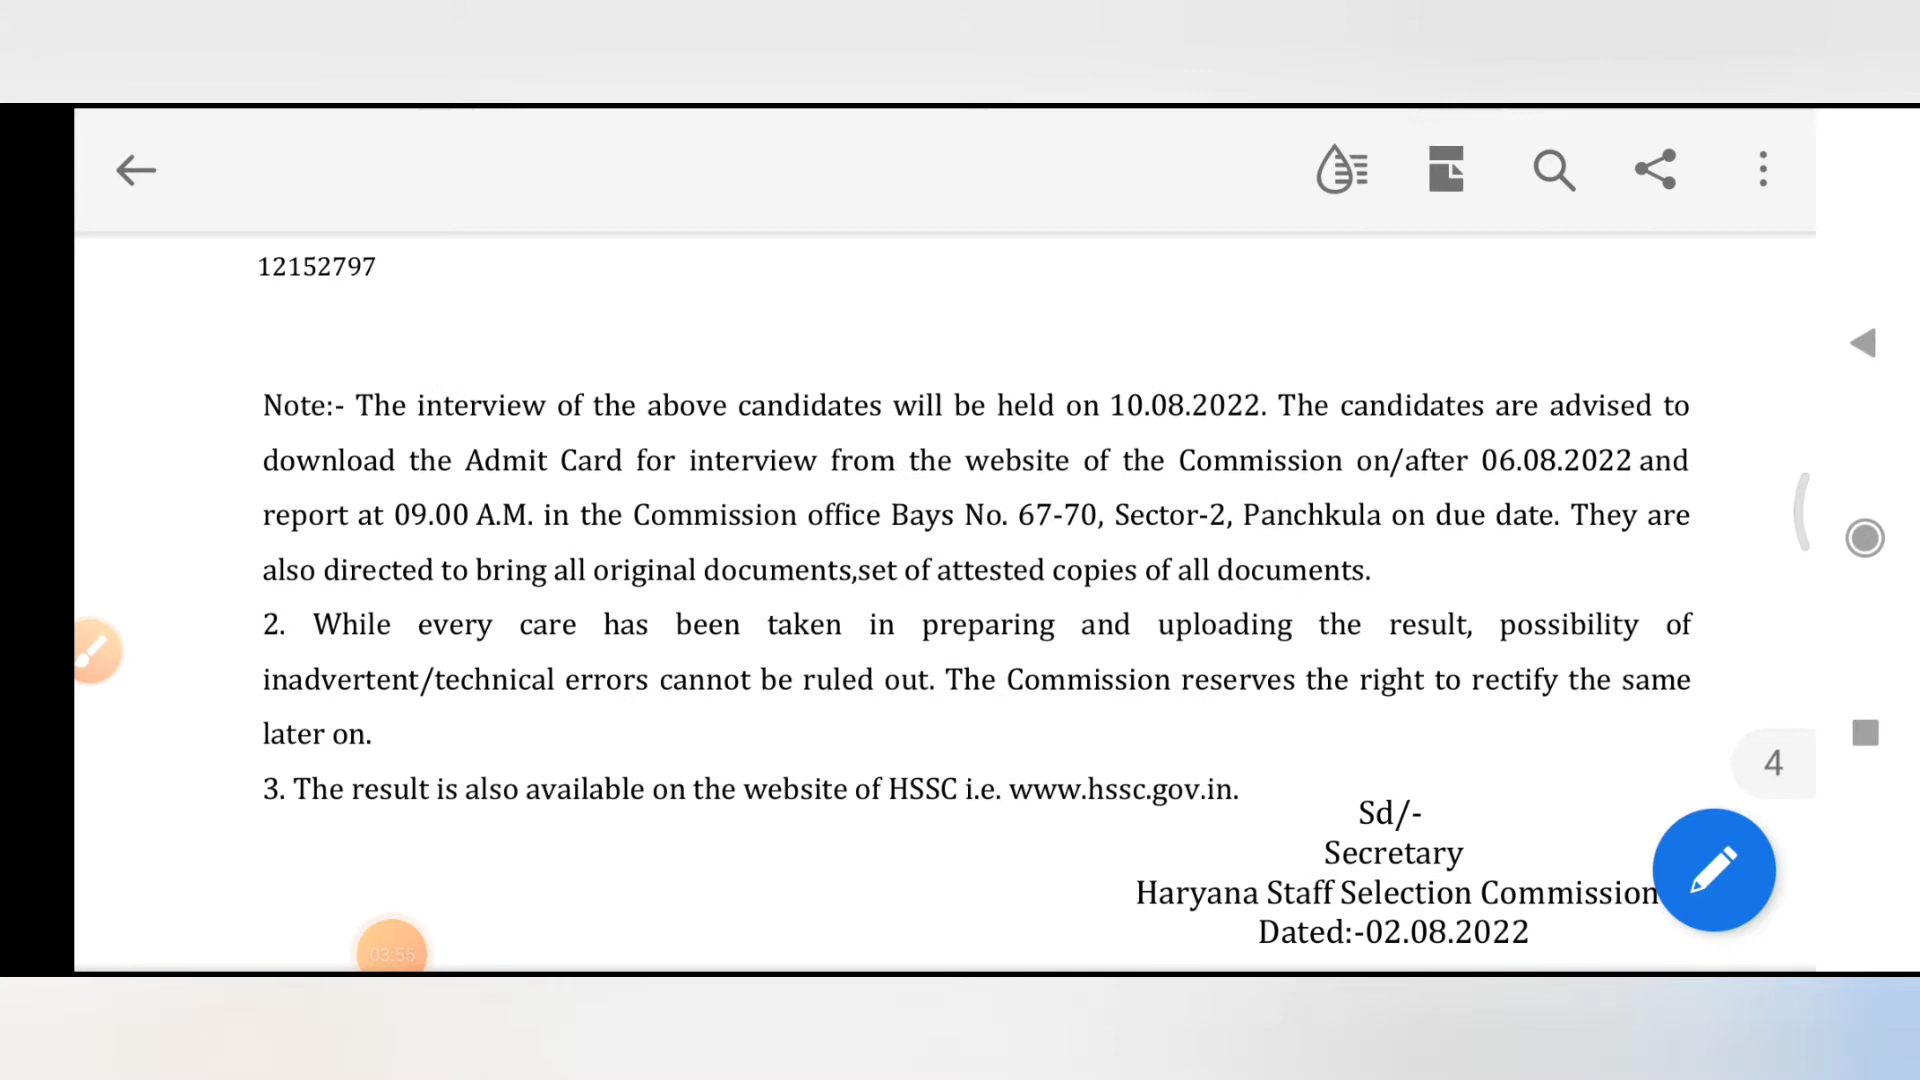 12152797
Note:- The interview of the above candidates will be held on 10.08.2022. The candidates are advised to
download the Admit Card for interview from the website of the Commission on/after 06.08.2022 and
report at 09.00 A.M. in the Commission office Bays No. 67-70, Sector-2, Panchkula on due date. They are
also directed to bring all original documents,set of attested copies of all documents.
2. While every care has been taken in preparing and uploading the result, possibility of
inadvertent/technical errors cannot be ruled out. The Commission reserves the right to rectify the same
later on.
4
3. The result is also available on the website of HSSC i.e. www.hssc.gov.in.
Sd/-
Secretary
Haryana Staff Selection Commission
Dated:-02.08.2022
03:55